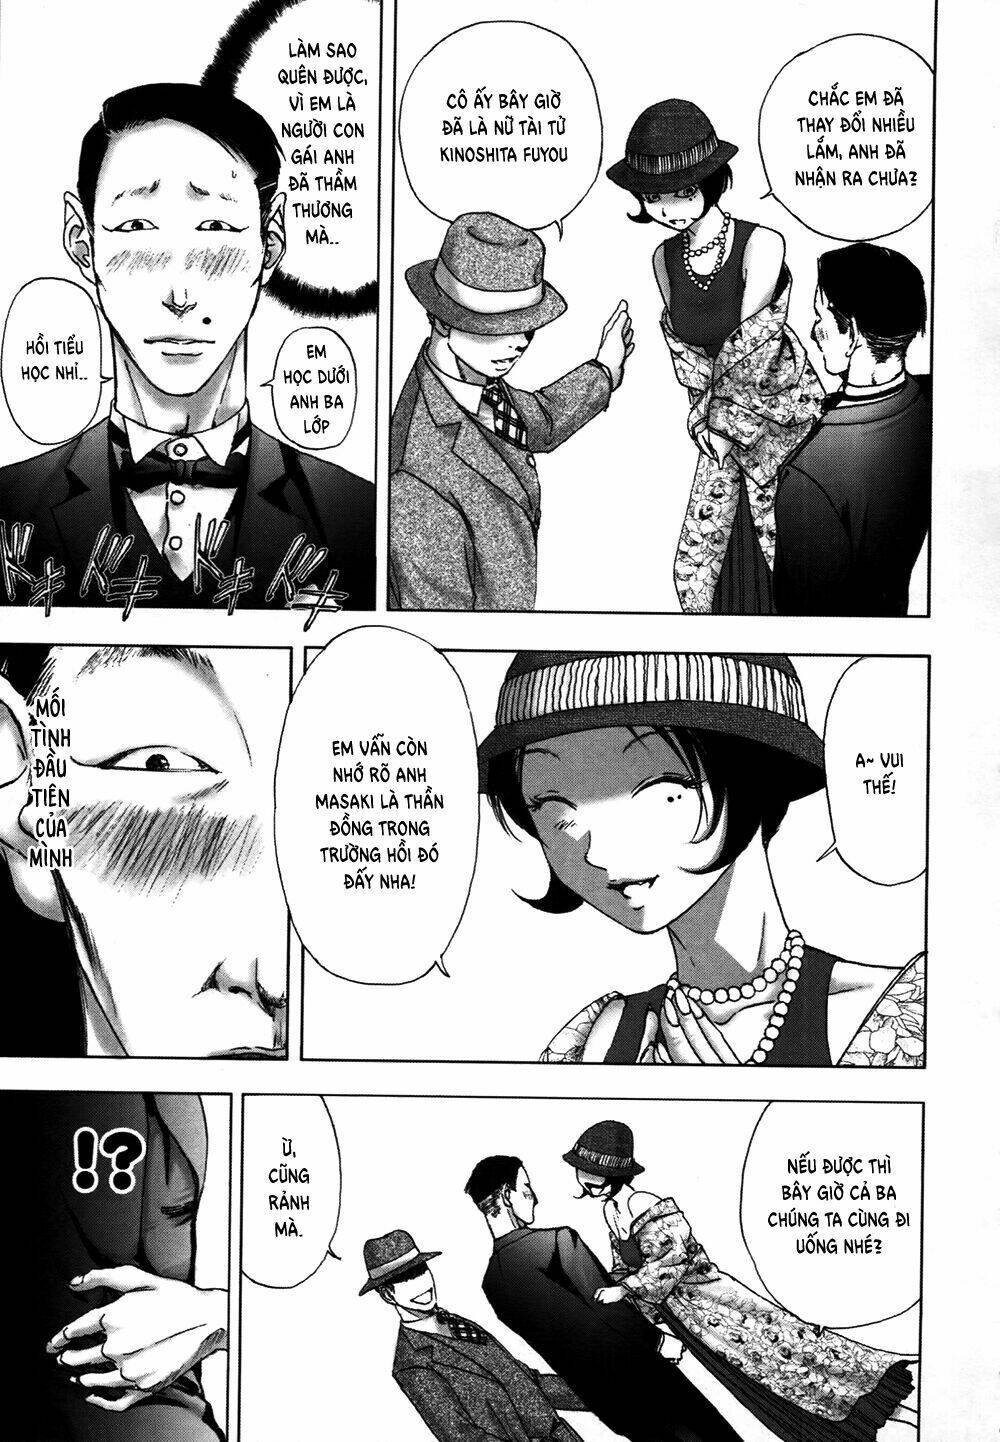 CHẮC EM ĐÃ
THAY ĐỔI NHIỀU
LẮM, ANH ĐÃ
NHẬN RA CHƯA?
CÔ ẤY BÂY GIỜ
ĐÃ LÀ NỮ TÀI TỬ
KINOSHITA FUYOU
LÀM SAO
QUÊN ĐƯỢC,
VÌ EM LÀ
NGƯỜI CON
GÁI ANH
ĐÃ THẦM
THƯƠNG
MÀ..
EM
HỌC DƯỚI
ANH BA
LỚP
HỒI TIỂU
HỌC NHỈ..
ドキドキドキ
A~ VUI
THẾ!
EM VẪN CÒN
NHỚ RÕ ANH
MASAKI LÀ THẦN
ĐỒNG TRONG
TRƯỜNG HỒI ĐÓ
ĐẤY NHA!
MỐI
TÌNH
ĐẦU
TIÊN
CỦA
MÌNH
NẾU ĐƯỢC THÌ
BÂY GIỜ CẢ BA
CHÚNG TA CÙNG ĐI
UỐNG NHÉ?
Ừ,
CŨNG
RẢNH
MÀ.
!?